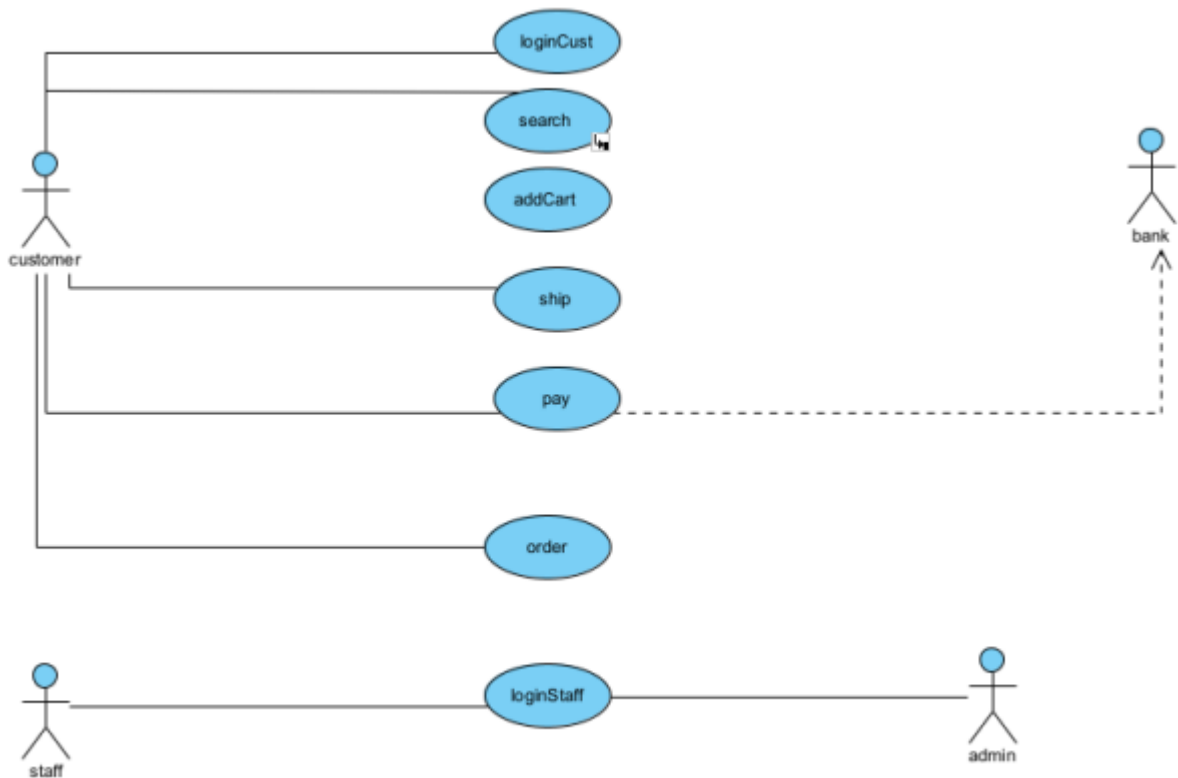 loginCust
search
addCart
bank
customer
ship
pay
order
loginStaff
admin
staff